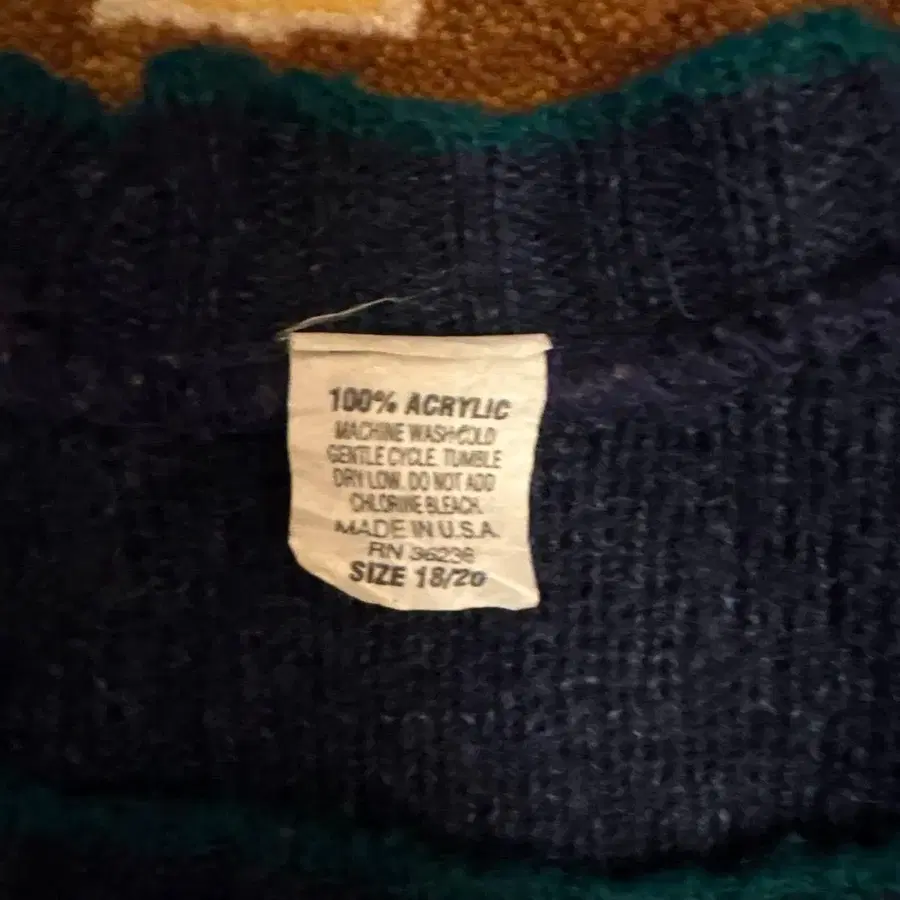 100% ACRYLIC
MACHINE WASH COLD
GENTLE CYCLE. TUMBLE
DRY LOW. DO NOT ADD
CHLORINE BLEACH.
MADE IN U.S.A.
RN 36236
SIZE 18/20